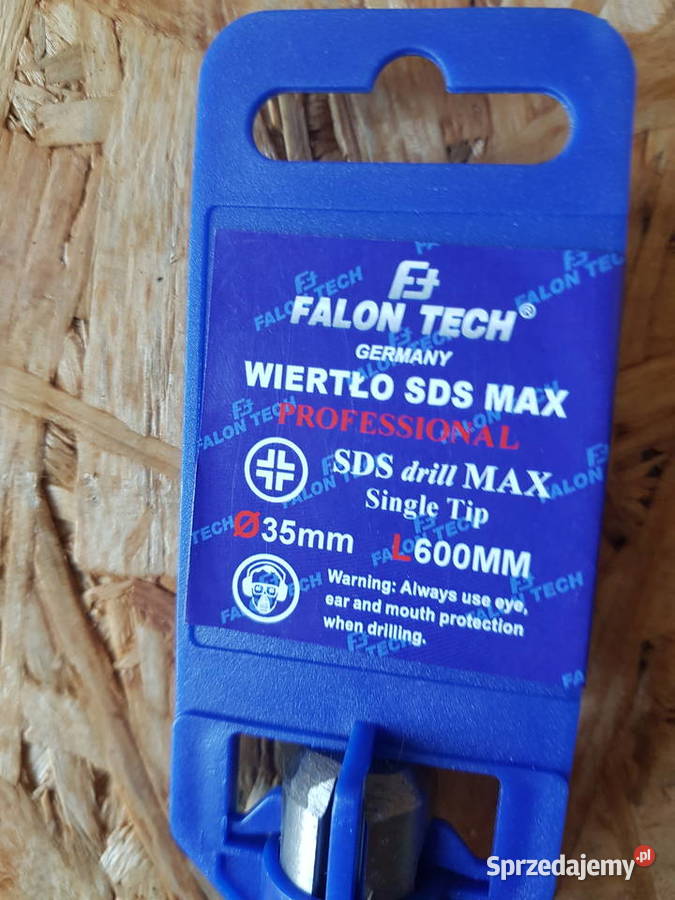 FALON TECH®
GERMANY
WIERTŁO SDS MAX
PROFESSIONAL
SDS drill MAX
Single Tip
Ø35mm L600MM
Warning: Always use eye,
ear and mouth protection
when drilling.
Sprzedajemy.pl